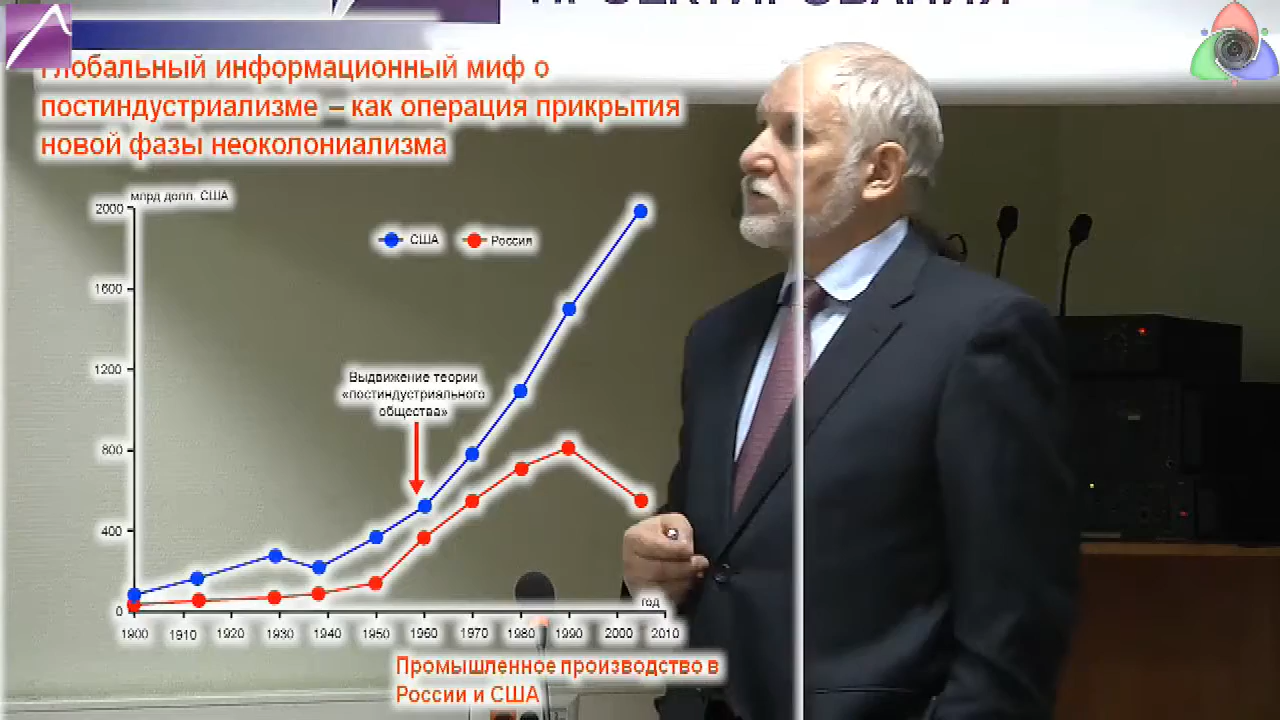 ПРОЕКТИРОВАНИЯ
Глобальный информационный миф о
постиндустриализме – как операция прикрытия
новой фазы неоколониализма
млрд долл. США
2000
США
Россия
1600
1200
Выдвижение теории
«постиндустриального
общества»
800
400
0
год
1900 1910 1920 1930 1940 1950 1960 1970 1980 1990 2000 2010
Промышленное производство в
России и США